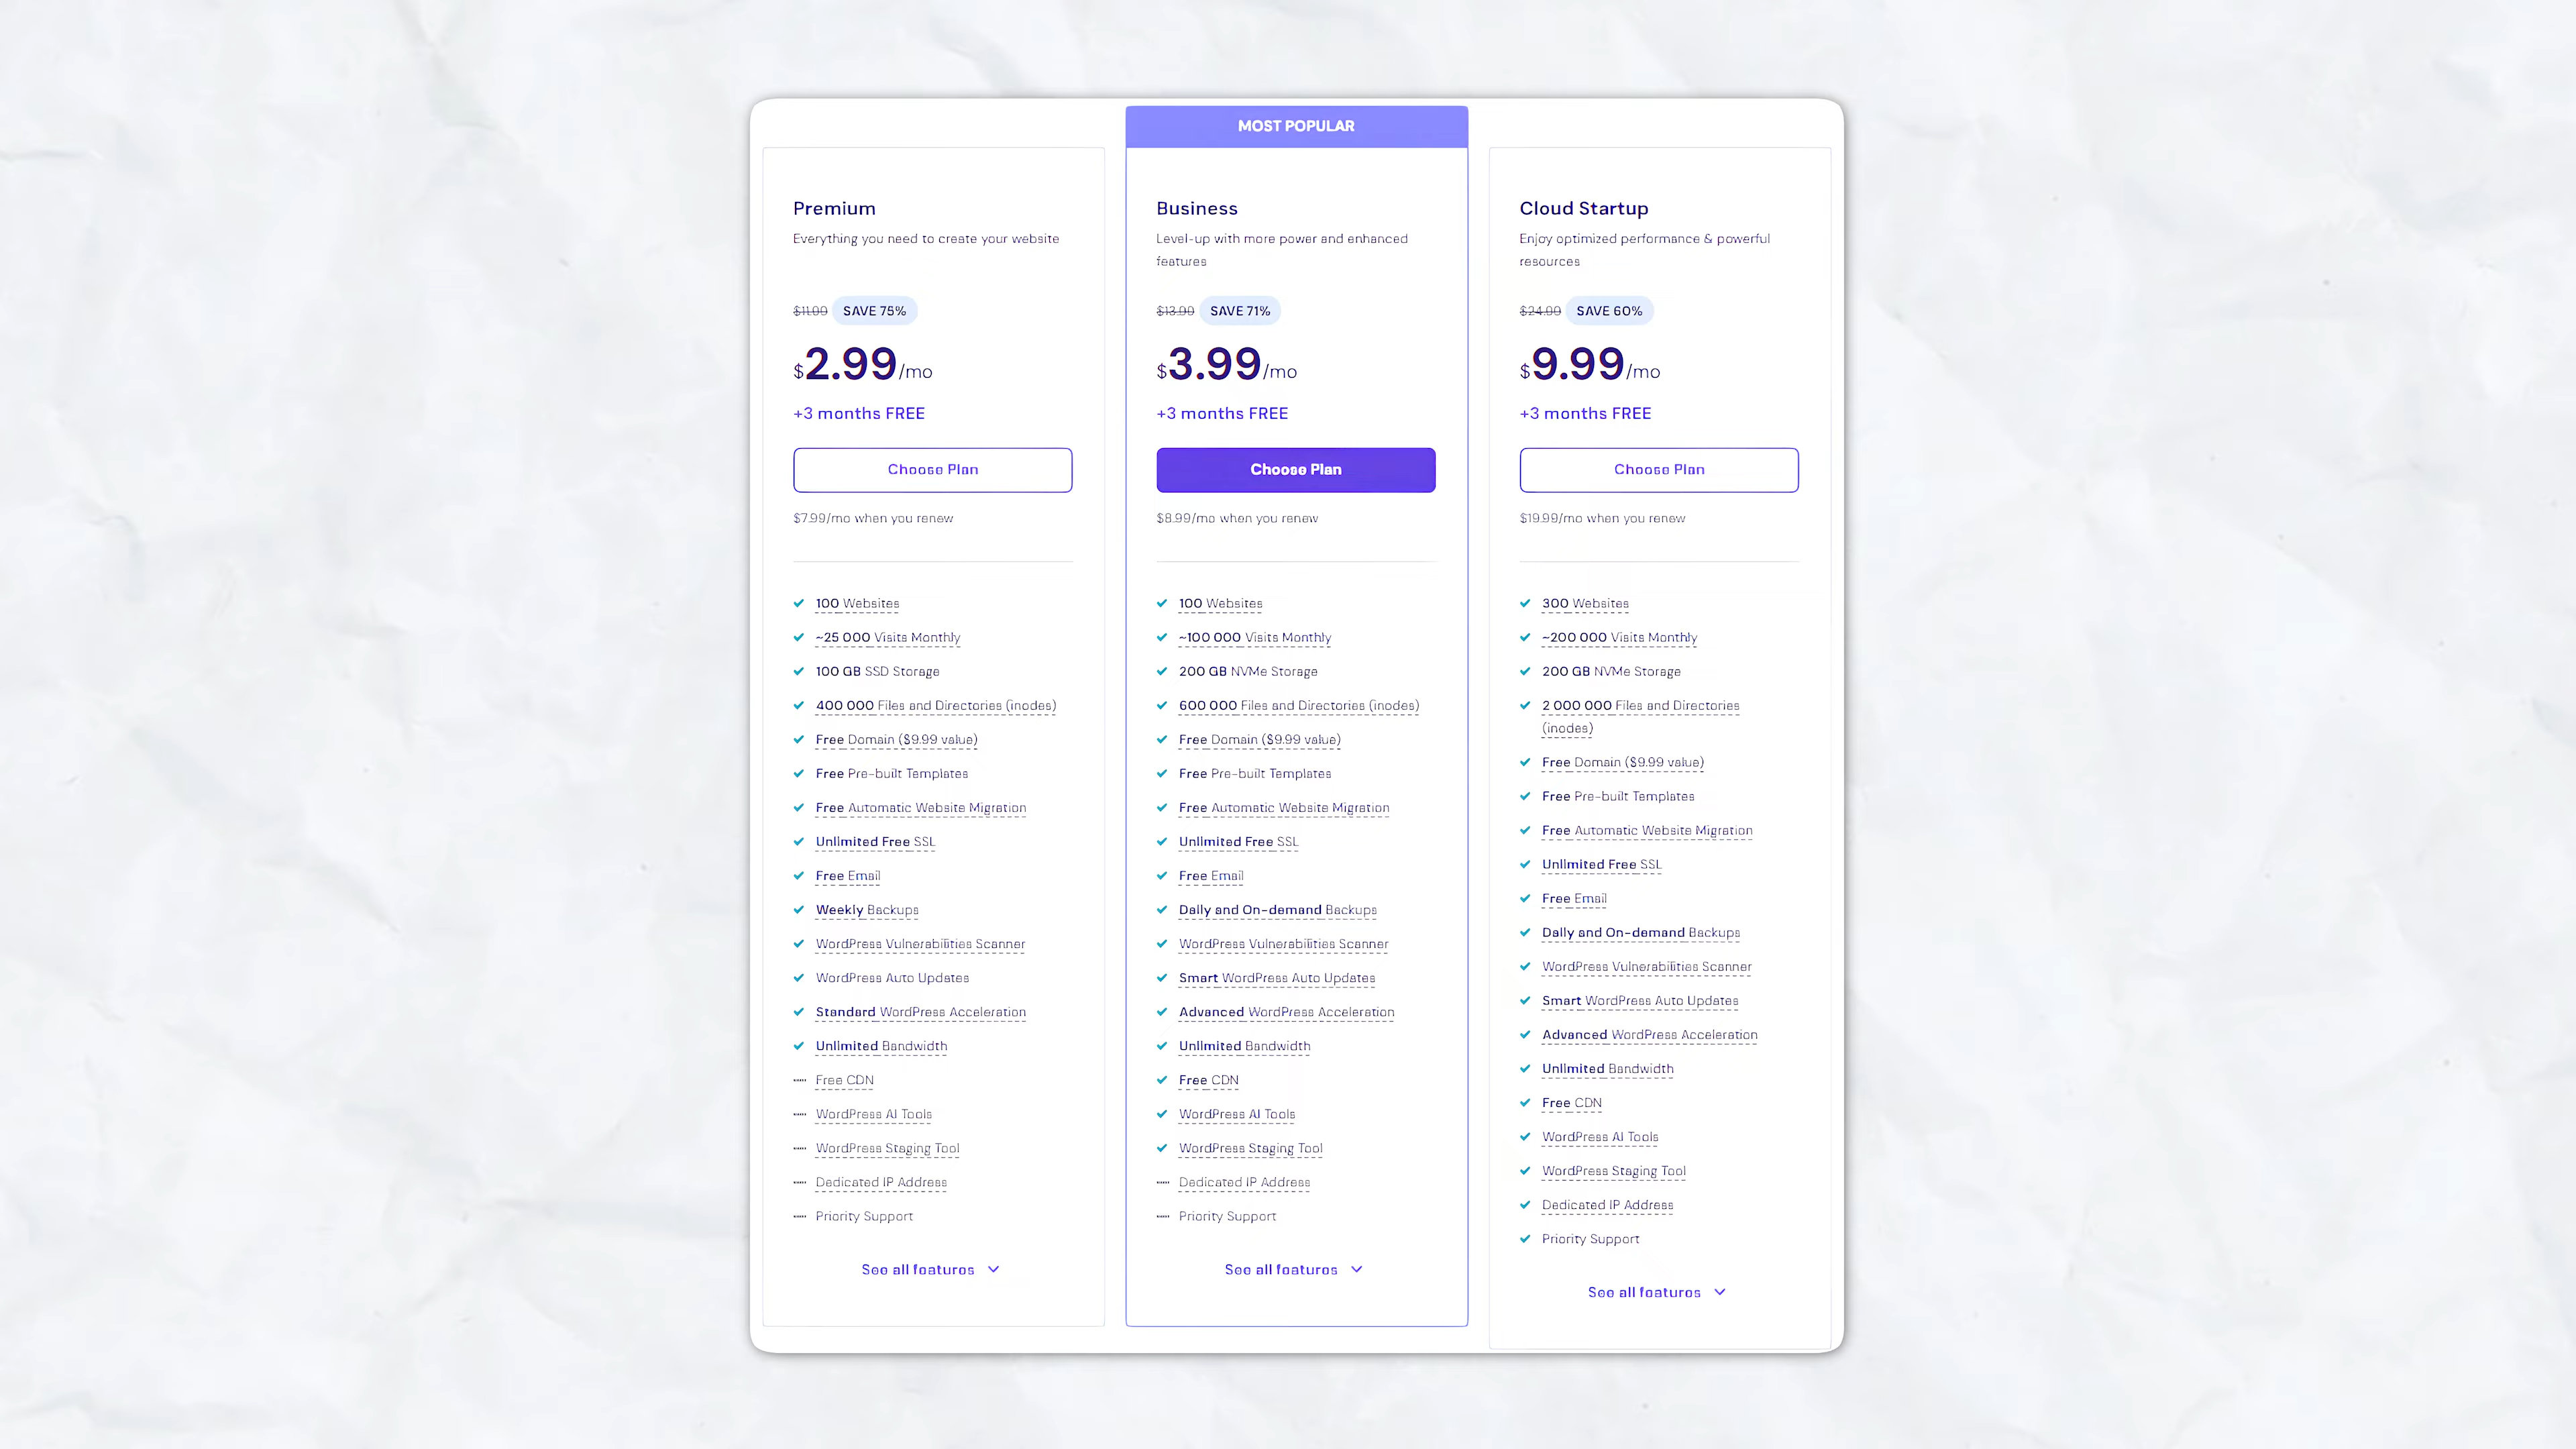 MOST POPULAR
Premium
Everything you need to create your website
$11.99 SAVE 75%
$2.99/mo
+3 months FREE
Choose Plan
$7.99/mo when you renew
100 Websites
~25 000 Visits Monthly
100 GB SSD Storage
400 000 Files and Directories (inodes)
Free Domain ($9.99 value)
Free Pre-built Templates
Free Automatic Website Migration
Unlimited Free SSL
Free Email
Weekly Backups
WordPress Vulnerabilities Scanner
WordPress Auto Updates
Standard WordPress Acceleration
Unlimited Bandwidth
Free CDN
WordPress AI Tools
WordPress Staging Tool
Dedicated IP Address
Priority Support
See all features
Business
Level-up with more power and enhanced
features
$13.99 SAVE 71%
$3.99/mo
+3 months FREE
Choose Plan
$8.99/mo when you renew
100 Websites
~100 000 Visits Monthly
200 GB NVMe Storage
600 000 Files and Directories (inodes)
Free Domain ($9.99 value)
Free Pre-built Templates
Free Automatic Website Migration
Unlimited Free SSL
Free Email
Daily and On-demand Backups
WordPress Vulnerabilities Scanner
Smart WordPress Auto Updates
Advanced WordPress Acceleration
Unlimited Bandwidth
Free CDN
WordPress AI Tools
WordPress Staging Tool
Dedicated IP Address
Priority Support
See all features
Cloud Startup
Enjoy optimized performance & powerful
resources
$24.99 SAVE 60%
$9.99/mo
+3 months FREE
Choose Plan
$19.99/mo when you renew
300 Websites
~200 000 Visits Monthly
200 GB NVMe Storage
2 000 000 Files and Directories
(inodes)
Free Domain ($9.99 value)
Free Pre-built Templates
Free Automatic Website Migration
Unlimited Free SSL
Free Email
Daily and On-demand Backups
WordPress Vulnerabilities Scanner
Smart WordPress Auto Updates
Advanced WordPress Acceleration
Unlimited Bandwidth
Free CDN
WordPress AI Tools
WordPress Staging Tool
Dedicated IP Address
Priority Support
See all features